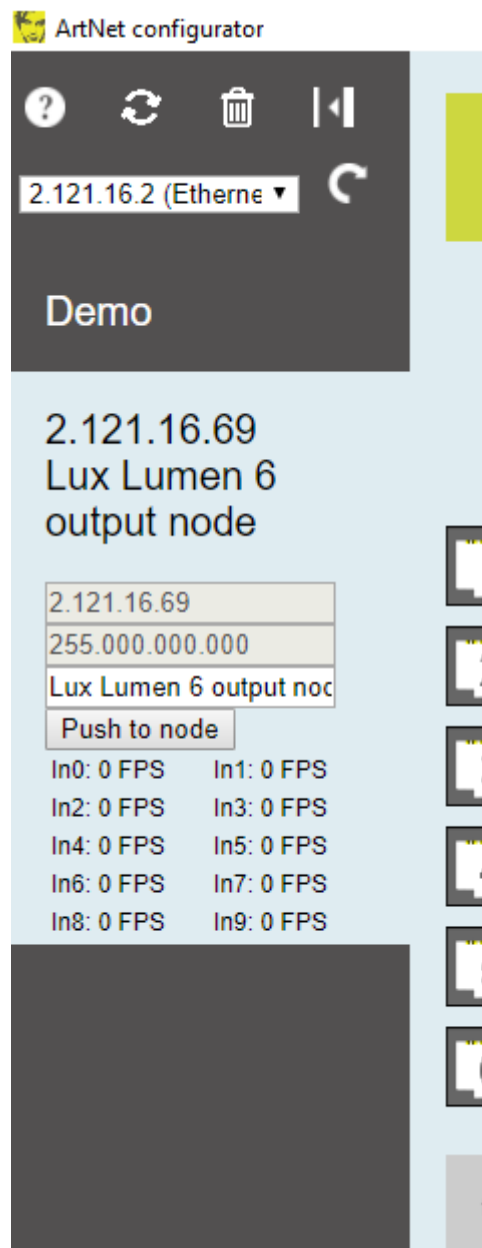 ArtNet configurator
?
2.121.16.2 (Etherne
Demo
2.121.16.69
Lux Lumen 6
output node
2.121.16.69
255.000.000.000
Lux Lumen 6 output noc
Push to node
In0: 0 FPS In1: 0 FPS
In2: 0 FPS In3: 0 FPS
In4: 0 FPS In5: 0 FPS
In6: 0 FPS In7: 0 FPS
In8: 0 FPS In9: 0 FPS